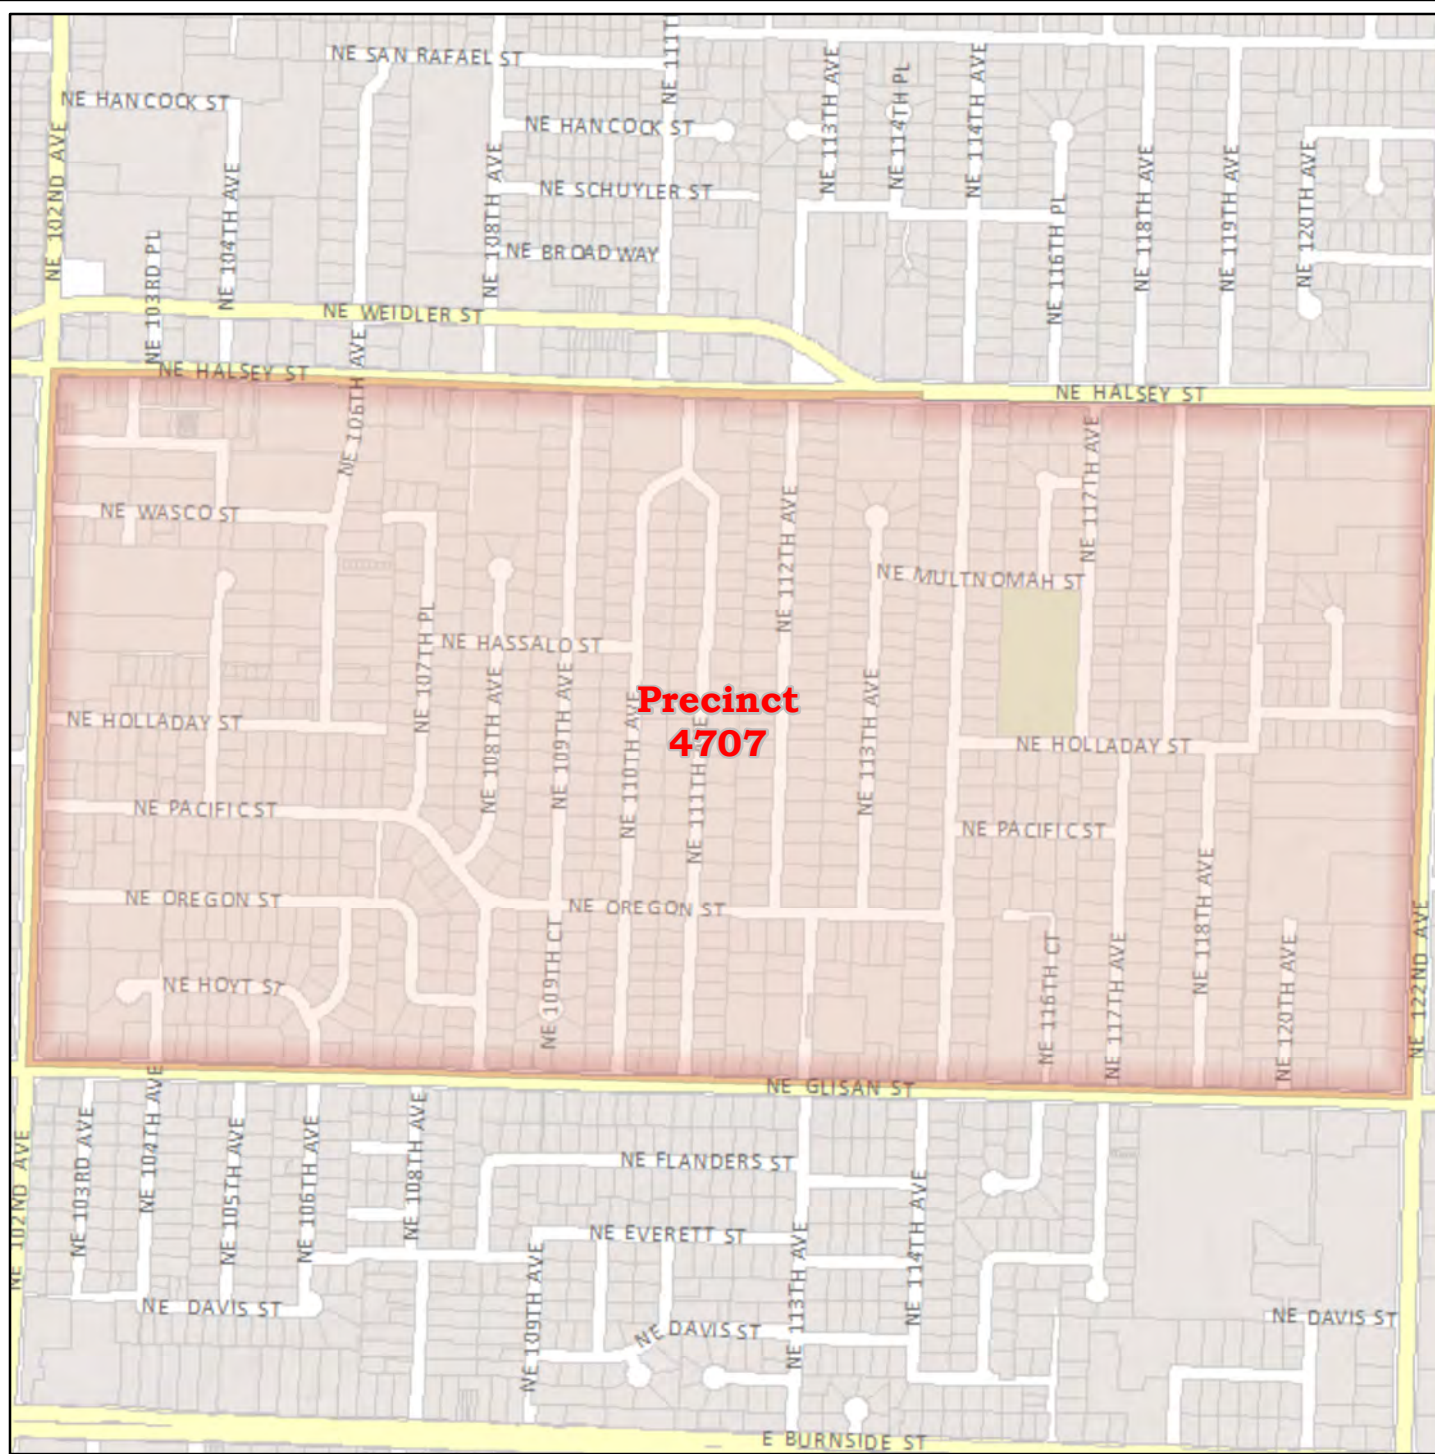 NE 111T
NE SAN RAFAEL ST
NE HANCOCK ST
NE HANCOCK ST
NE 102ND AVE
NE 104TH AVE
NE 103RD PL
NE 108TH AVE
NE SCHUYLER ST
NE BROADWAY
NE 113TH AVE
NE 114TH PL
NE 114TH AVE
NE 116TH PL
NE 118TH AVE
NE 119TH AVE
NE 120TH AVE
NE WEIDLER ST
NE HALSEY ST
NE HALSEY ST
NE 106TH AVE
NE 117TH AVE
NE WASCO ST
NE 112TH AVE
NE MULTNOMAH ST
NE 107TH PL
NE HASSALO ST
NE 108TH AVE
NE 109TH AVE
NE 110TH AVE
NE 111TH AVE
NE 113TH AVE
Precinct
4707
NE HOLLADAY ST
NE HOLLADAY ST
NE PACIFIC ST
NE PACIFIC ST
NE OREGON ST
NE OREGON ST
NE 118TH AVE
NE HOYT ST
NE 109TH CT
NE 116TH CT
NE 117TH AVE
NE 120TH AVE
NE 122ND AVE
NE GLISAN ST
NE 102ND AVE
NE 103RD AVE
NE 104TH AVE
NE 105TH AVE
NE 106TH AVE
NE 108TH AVE
NE FLANDERS ST
NE EVERETT ST
NE 109TH AVE
NE 113TH AVE
NE 114TH AVE
NE DAVIS ST
NE DAVIS ST
NE DAVIS ST
E BURNSIDE ST